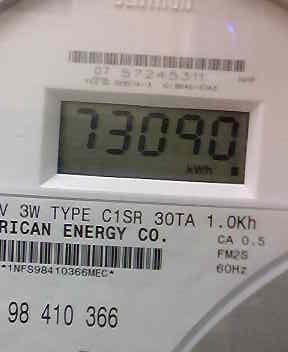 07 57245311
73090
kWh
V 3W TYPE C1SR 30TA 1.0Kh
RICAN ENERGY CO.
CA 0.5
FM2S
60Hz
*1NFS98410366MEC*
98 410 366